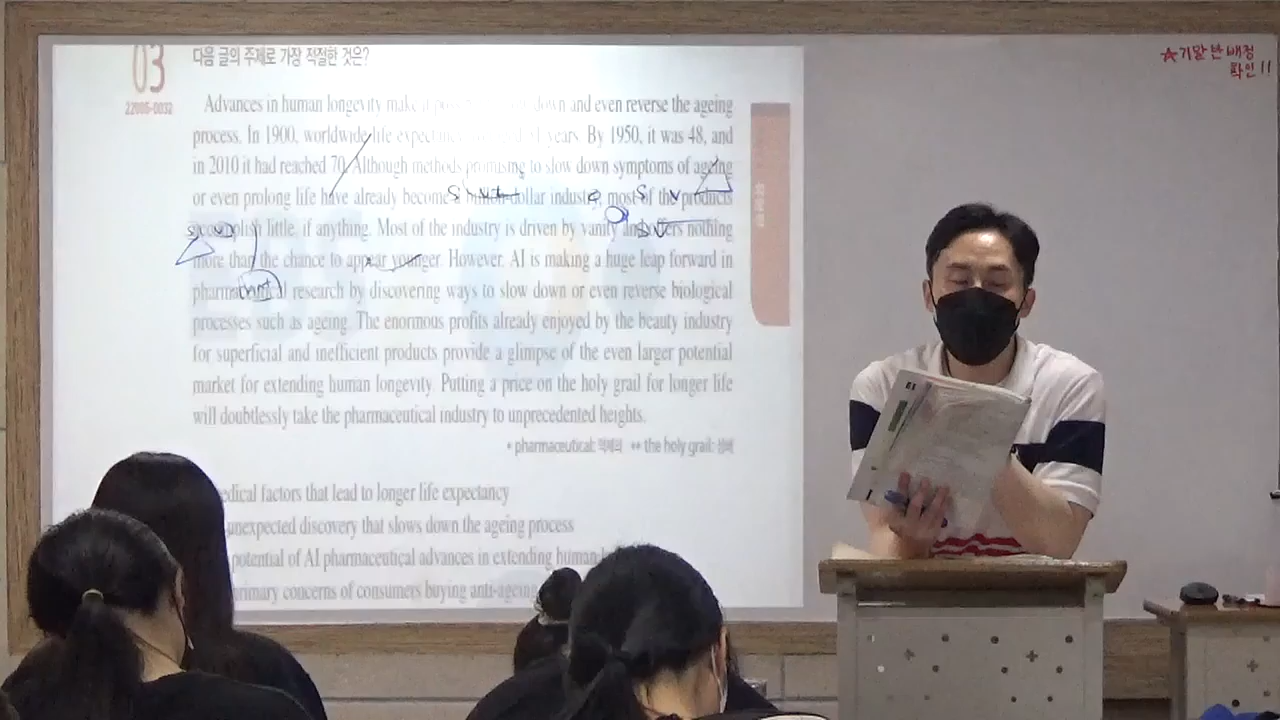 03
22006-0032
다음 글의 주제로 가장 적절한 것은?
Advances in human longevity make it down and even reverse the ageing
process. In 1900, worldwide life years. By 1950, it was 48, and
in 2010 it had reached 70. Although methods promising to slow down symptoms of ageing
or even prolong life have already become a billion-dollar industry, most of the products
accomplish little, if anything. Most of the industry is driven by vanity and offers nothing
more than the chance to appear younger. However, AI is making a huge leap forward in
pharmaceutical research by discovering ways to slow down or even reverse biological
processes such as ageing. The enormous profits already enjoyed by the beauty industry
for superficial and inefficient products provide a glimpse of the even larger potential
market for extending human longevity. Putting a price on the holy grail for longer life
will doubtlessly take the pharmaceutical industry to unprecedented heights.
* pharmaceutical: 약제의 ** the holy grail: 성배
factors that lead to longer life expectancy
unexpected discovery that slows down the ageing process
potential of AI pharmaceutical advances in extending human
concerns of consumers buying anti-ageing
☆기말 반 배정
확인!!